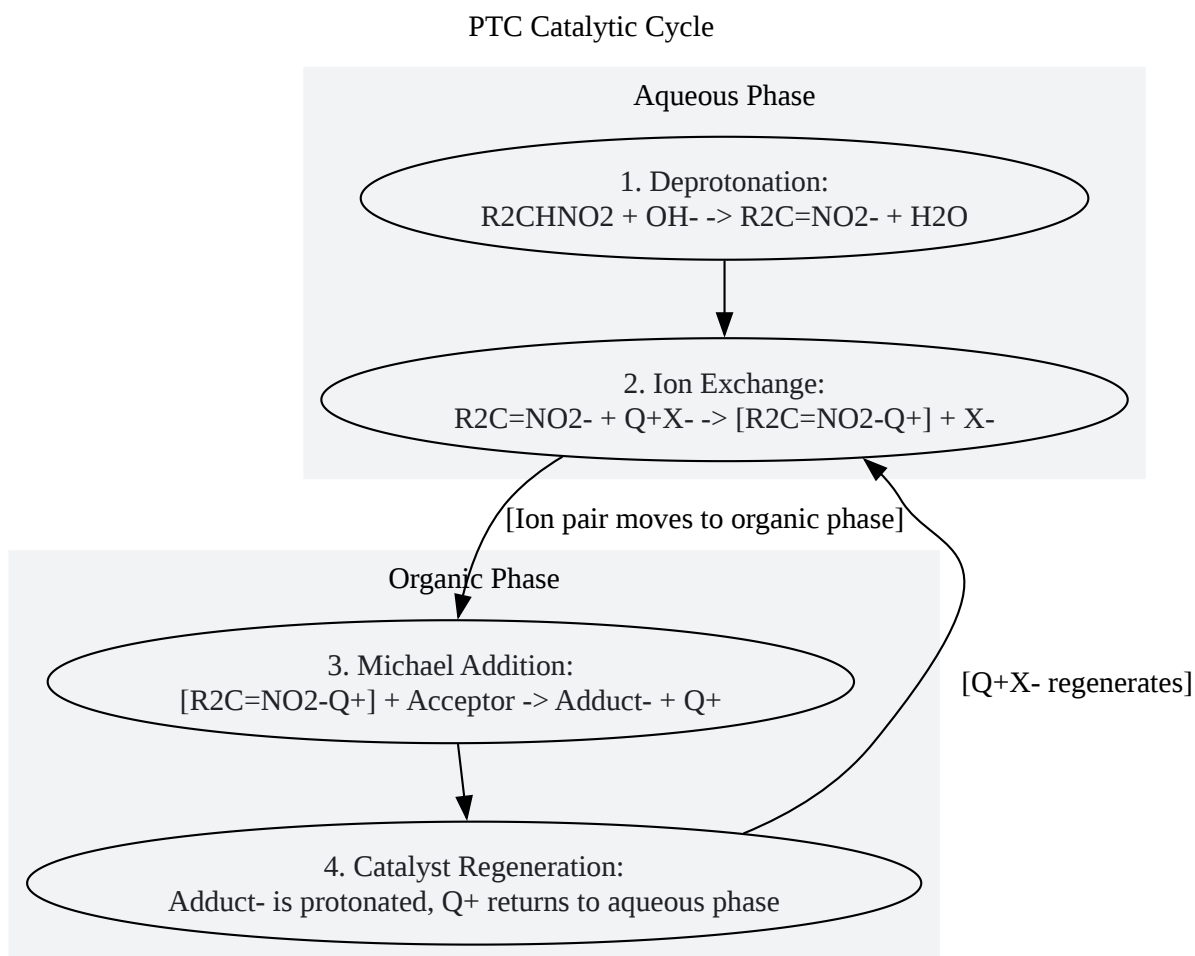 PTC Catalytic Cycle
Aqueous Phase
1. Deprotonation:
R2CHNO2 + OH- -> R2C=NO2- + H2O
2. Ion Exchange:
R2C=NO2- + Q+X- -> [R2C=NO2-Q+] + X-
[Ion pair moves to organic phase]
Organic Phase
3. Michael Addition:
[R2C=NO2-Q+] + Acceptor -> Adduct- + Q+
[Q+X- regenerates]
4. Catalyst Regeneration:
Adduct- is protonated, Q+ returns to aqueous phase